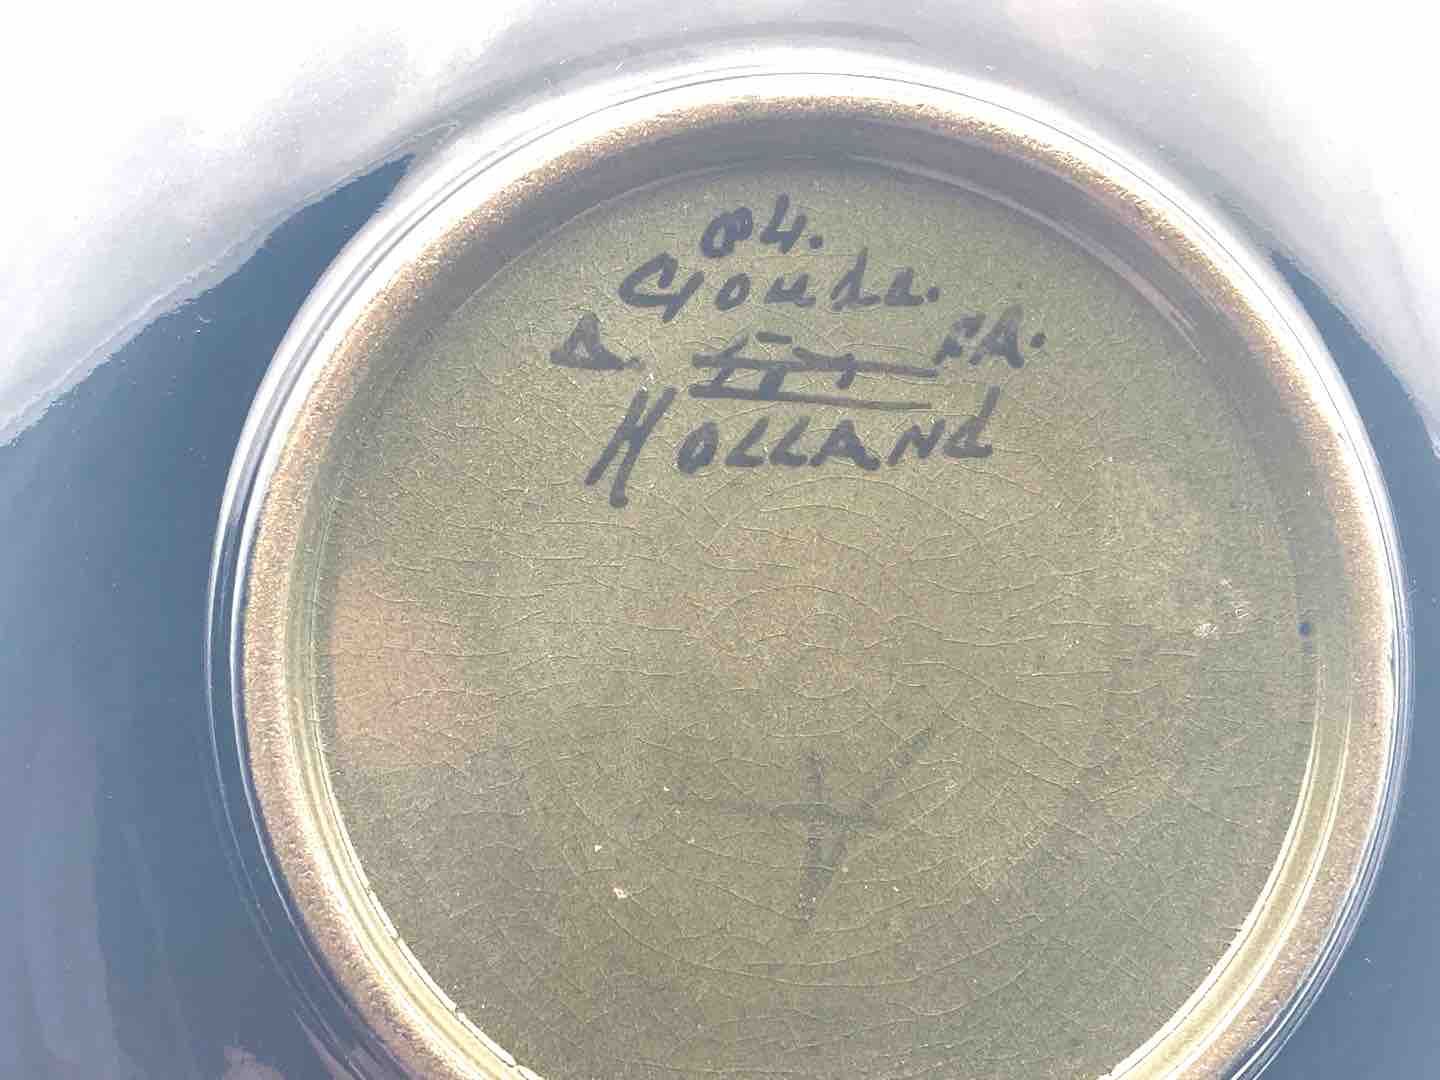 84.
Gouda.
D. FA.
HOLLANd